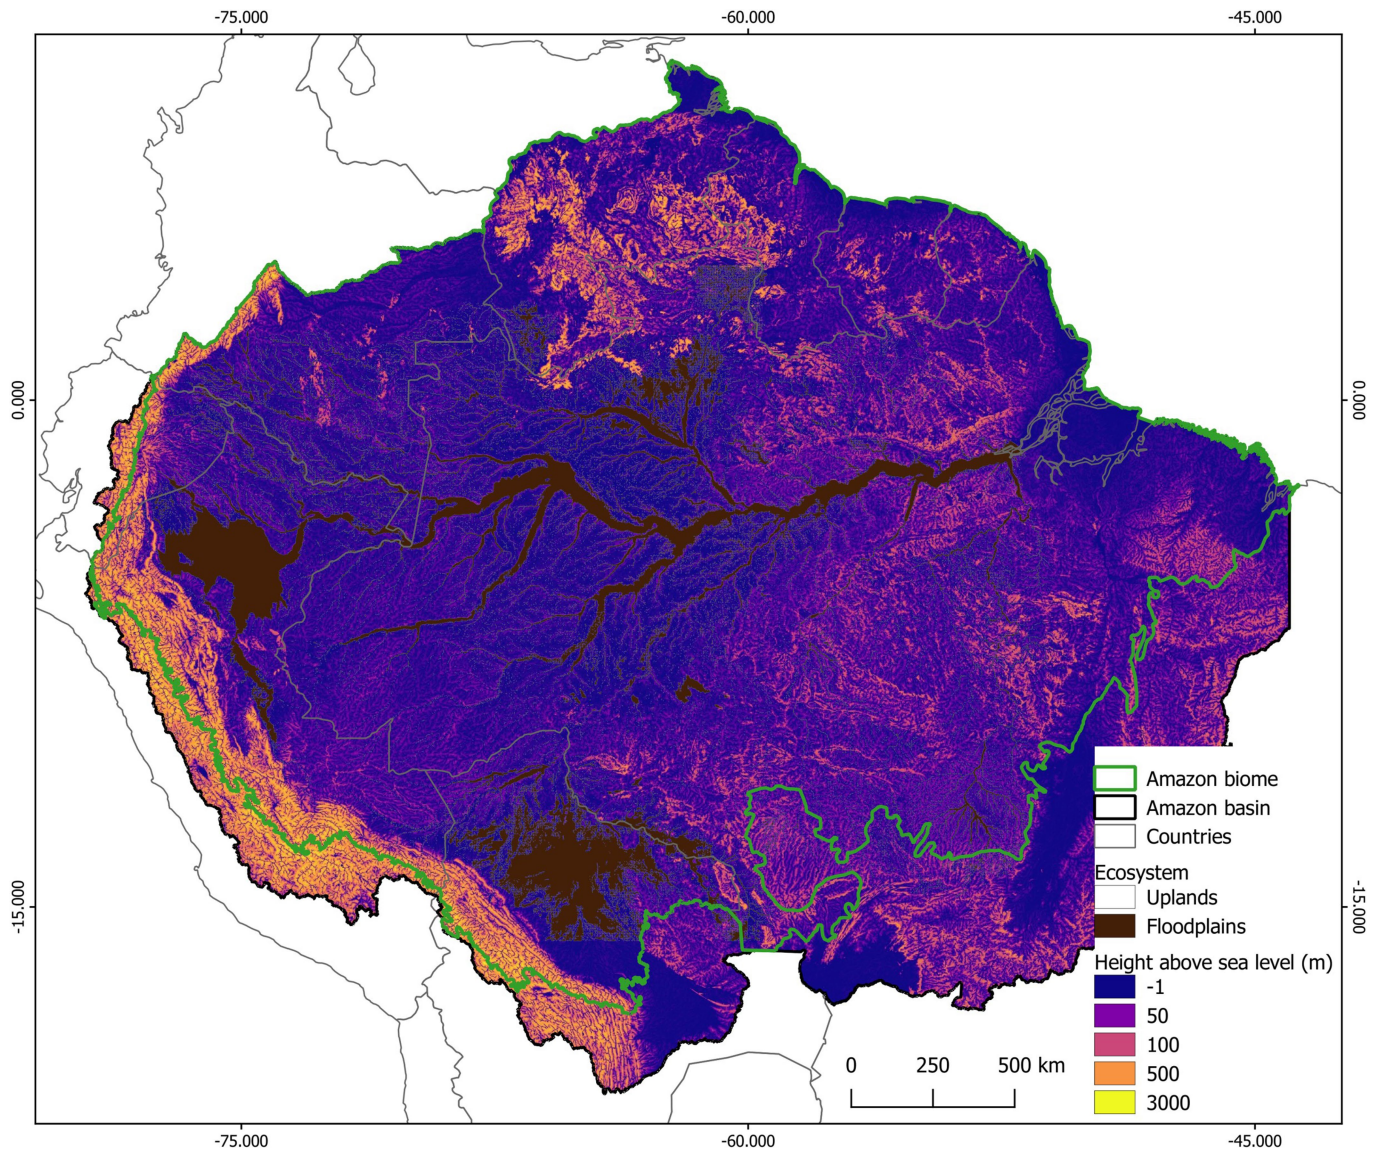 -75.000 -60.000 -45.000
0.000 0.000
-15.000 -15.000
Amazon biome
Amazon basin
Countries
Ecosystem
Uplands
Floodplains
Height above sea level (m)
-1
50
100
500
3000
0 250 500 km
-75.000 -60.000 -45.000